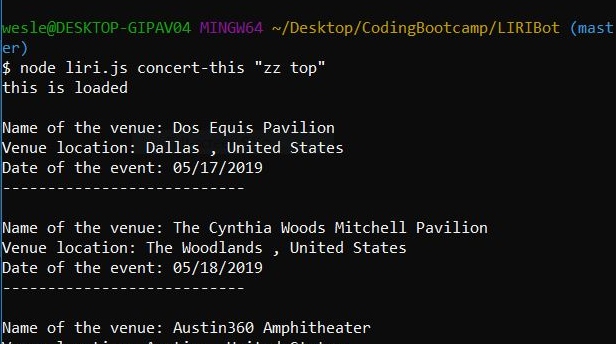 wesle@DESKTOP-GIPAV04 MINGW64 ~/Desktop/CodingBootcamp/LIRIBot (mast
er)
$ node liri.js concert-this "zz top"
this is loaded
Name of the venue: Dos Equis Pavilion
Venue location: Dallas , United States
Date of the event: 05/17/2019
---------------------------
Name of the venue: The Cynthia Woods Mitchell Pavilion
Venue location: The Woodlands , United States
Date of the event: 05/18/2019
---------------------------
Name of the venue: Austin360 Amphitheater